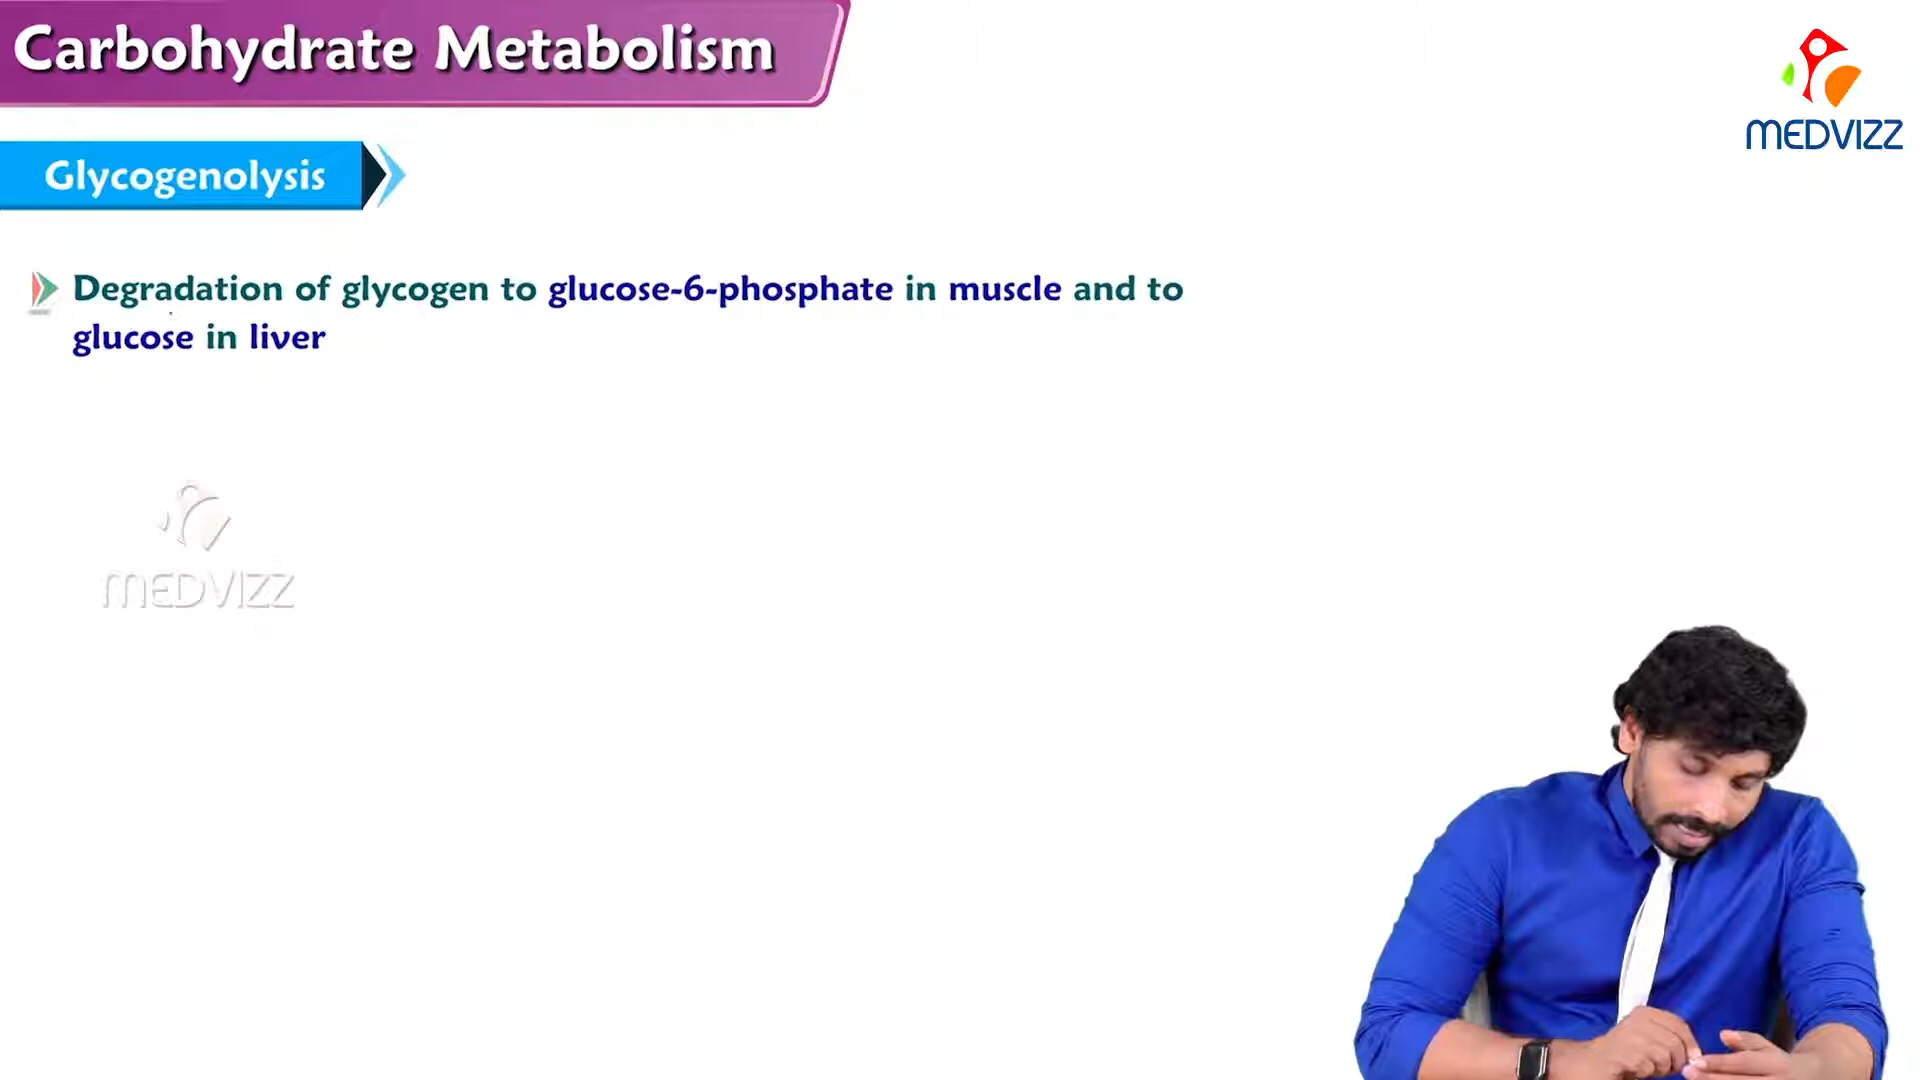 Carbohydrate Metabolism
MEDVIZZ
Glycogenolysis
Degradation of glycogen to glucose-6-phosphate in muscle and to
glucose in liver
MEDVIZZ